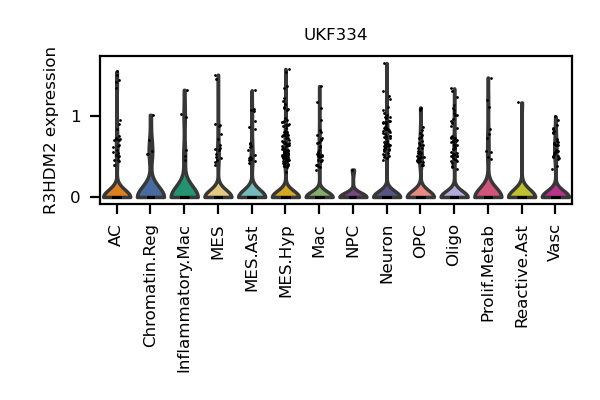 UKF334
R3HDM2 expression
1
0
AC
Chromatin.Reg
Inflammatory.Mac
MES
MES.Ast
MES.Hyp
Mac
NPC
Neuron
OPC
Oligo
Prolif.Metab
Reactive.Ast
Vasc